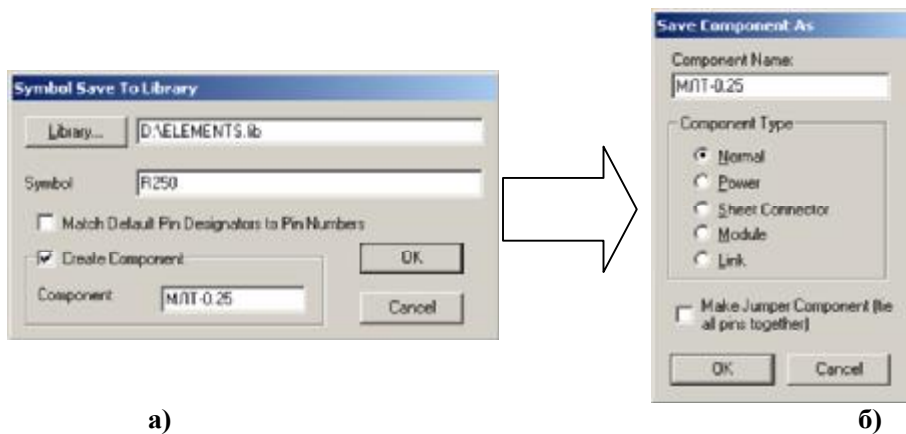 Symbol Save To Library
Library... D:\ELEMENTS.lib
Symbol R250
Match Default Pin Designators to Pin Numbers
Create Component
Component МЛТ-0.25
OK
Cancel
а)
Save Component As
Component Name:
МЛТ-0.25
Component Type
Normal
Power
Sheet Connector
Module
Link
Make Jumper Component (tie
all pins together)
OK Cancel
б)